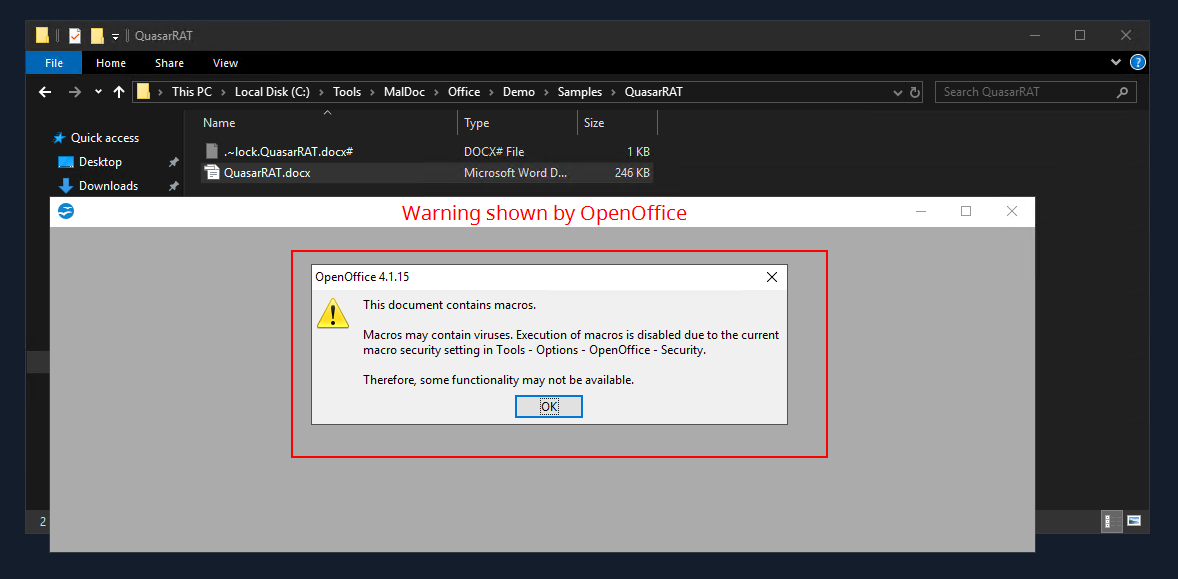 QuasarRAT
File Home Share View
This PC Local Disk (C:) Tools MalDoc Office Demo Samples QuasarRAT Search QuasarRAT
Name Type Size
Quick access
.~lock.QuasarRAT.docx# DOCX# File 1 KB
Desktop
QuasarRAT.docx Microsoft Word D... 246 KB
Downloads
Warning shown by OpenOffice
OpenOffice 4.1.15
This document contains macros.
Macros may contain viruses. Execution of macros is disabled due to the current
macro security setting in Tools - Options - OpenOffice - Security.
Therefore, some functionality may not be available.
OK
2